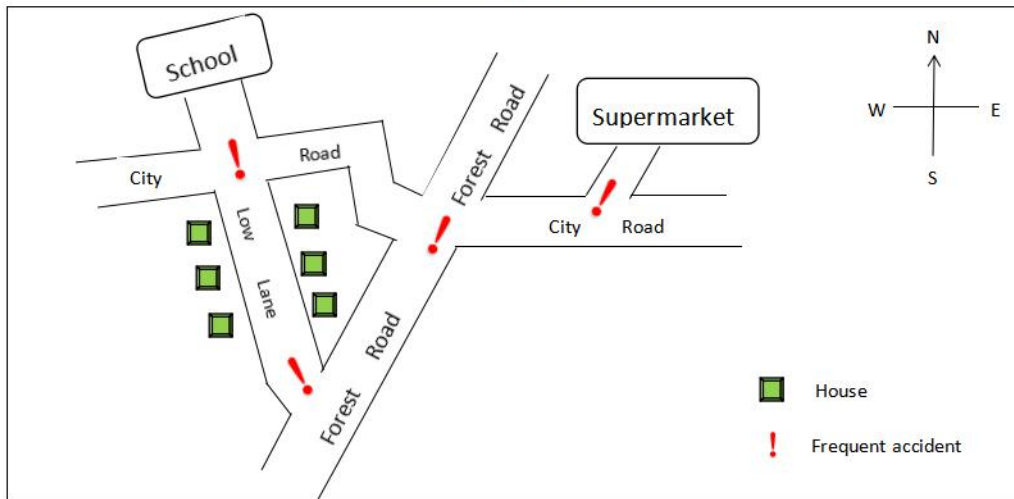 School
N
W E
S
Supermarket
Forest Road
City Road
City Road
Low Lane
Forest Road
House
Frequent accident